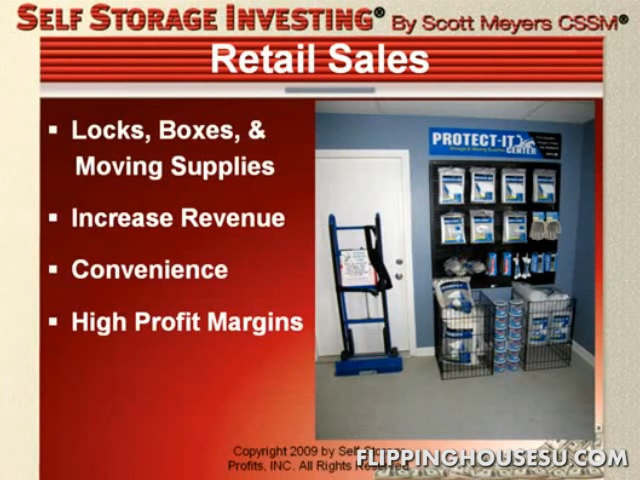 SELF STORAGE INVESTING® BY SCOTT MEYERS CSSM®
Retail Sales
▪ Locks, Boxes, &
Moving Supplies
▪ Increase Revenue
▪ Convenience
▪ High Profit Margins
PROTECT-IT
CENTER
Copyright 2009 by Self
Profits, INC. All Rights Reserved
FLIPPINGHOUSESU.COM